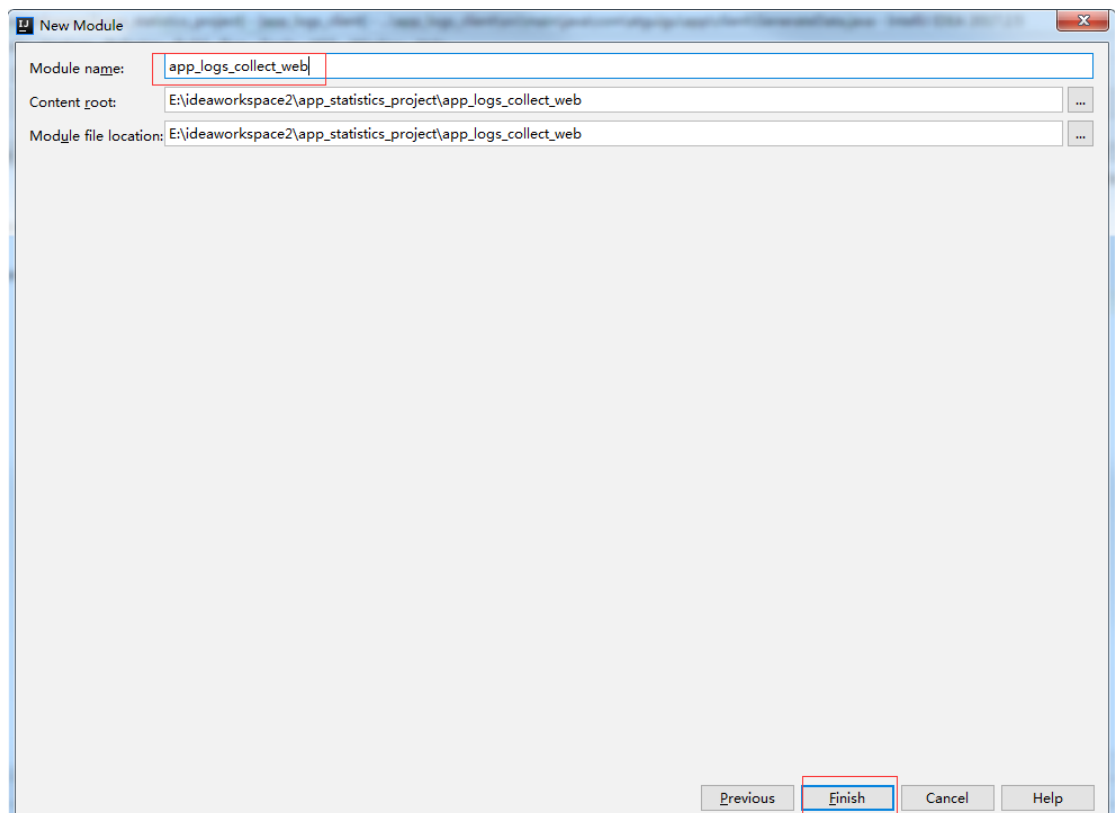 New Module
Module name: app_logs_collect_web
Content root: E:\ideaworkspace2\app_statistics_project\app_logs_collect_web ...
Module file location: E:\ideaworkspace2\app_statistics_project\app_logs_collect_web ...
Previous Finish Cancel Help